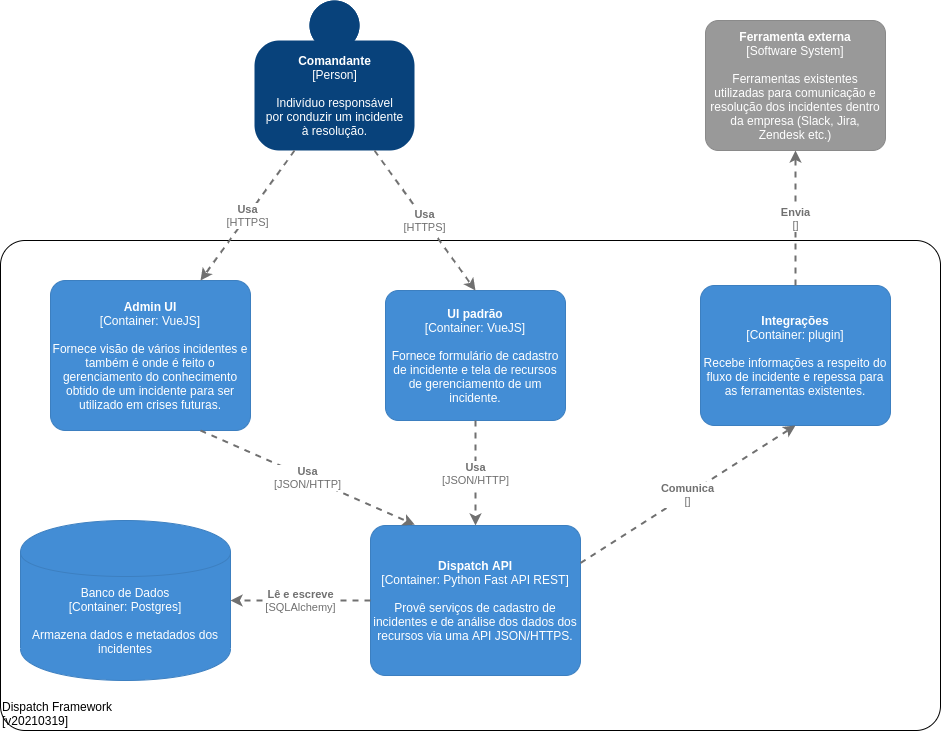 Comandante
[Person]
Indivíduo responsável
por conduzir um incidente
à resolução.
Ferramenta externa
[Software System]
Ferramentas existentes
utilizadas para comunicação e
resolução dos incidentes dentro
da empresa (Slack, Jira,
Zendesk etc.)
Usa
[HTTPS]
Usa
[HTTPS]
Envia
[]
Admin UI
[Container: VueJS]
Fornece visão de vários incidentes e
também é onde é feito o
gerenciamento do conhecimento
obtido de um incidente para ser
utilizado em crises futuras.
UI padrão
[Container: VueJS]
Fornece formulário de cadastro
de incidente e tela de recursos
de gerenciamento de um
incidente.
Integrações
[Container: plugin]
Recebe informações a respeito do
fluxo de incidente e repessa para
as ferramentas existentes.
Usa
[JSON/HTTP]
Usa
[JSON/HTTP]
Comunica
[]
Banco de Dados
[Container: Postgres]
Armazena dados e metadados dos
incidentes
Lê e escreve
[SQLAlchemy]
Dispatch API
[Container: Python Fast API REST]
Provê serviços de cadastro de
incidentes e de análise dos dados dos
recursos via uma API JSON/HTTPS.
Dispatch Framework
[v20210319]